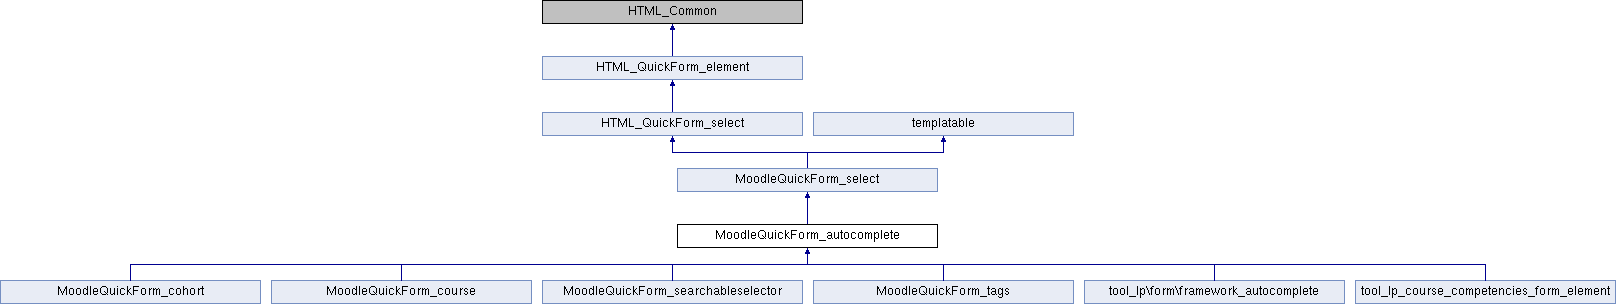 HTML_Common
HTML_QuickForm_element
HTML_QuickForm_select
templatable
MoodleQuickForm_select
MoodleQuickForm_autocomplete
MoodleQuickForm_cohort
MoodleQuickForm_course
MoodleQuickForm_searchableselector
MoodleQuickForm_tags
tool_lp\form\framework_autocomplete
tool_lp_course_competencies_form_element